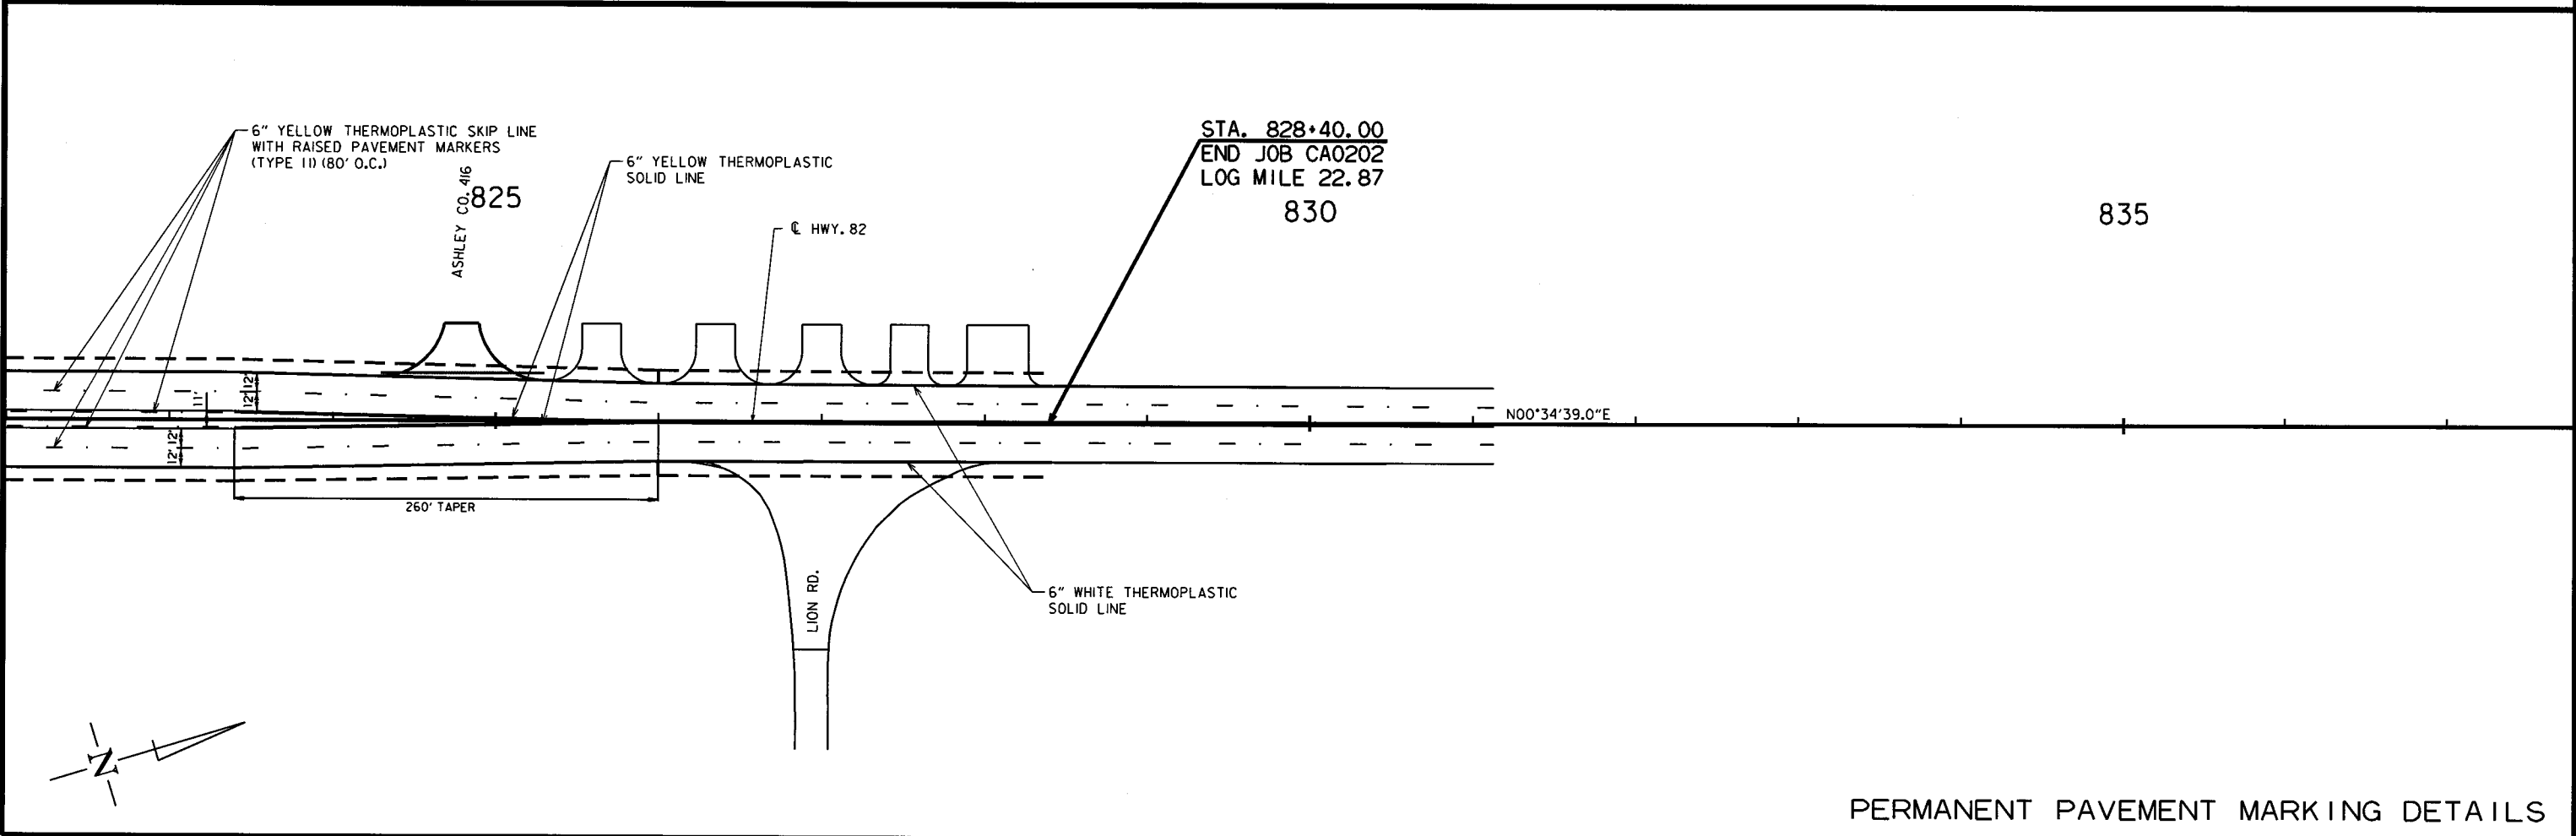 6" YELLOW THERMOPLASTIC SKIP LINE
WITH RAISED PAVEMENT MARKERS
(TYPE II) (80' O.C.)
ASHLEY CO. 416
825
6" YELLOW THERMOPLASTIC
SOLID LINE
℄ HWY. 82
STA. 828+40.00
END JOB CA0202
LOG MILE 22.87
830
835
12'
12'
11'
12'
12'
N00°34'39.0"E
260' TAPER
LION RD.
6" WHITE THERMOPLASTIC
SOLID LINE
N
PERMANENT PAVEMENT MARKING DETAILS